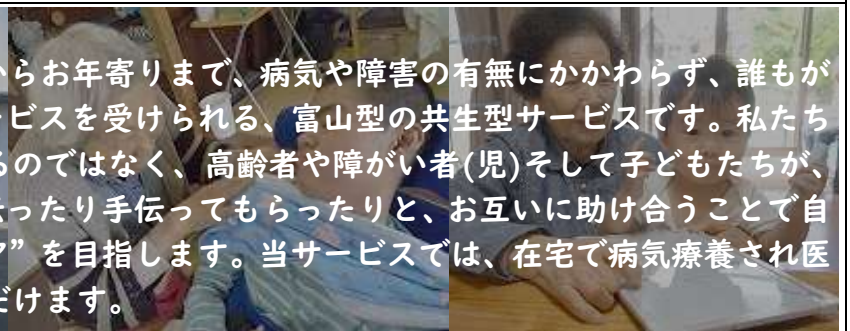 らお年寄りまで、病気や障害の有無にかかわらず、誰もが
ビスを受けられる、富山型の共生型サービスです。私たち
るのではなく、高齢者や障がい者(児)そして子どもたちが、
ったり手伝ってもらったりと、お互いに助け合うことで自
”を目指します。当サービスでは、在宅で病気療養され医
だけます。